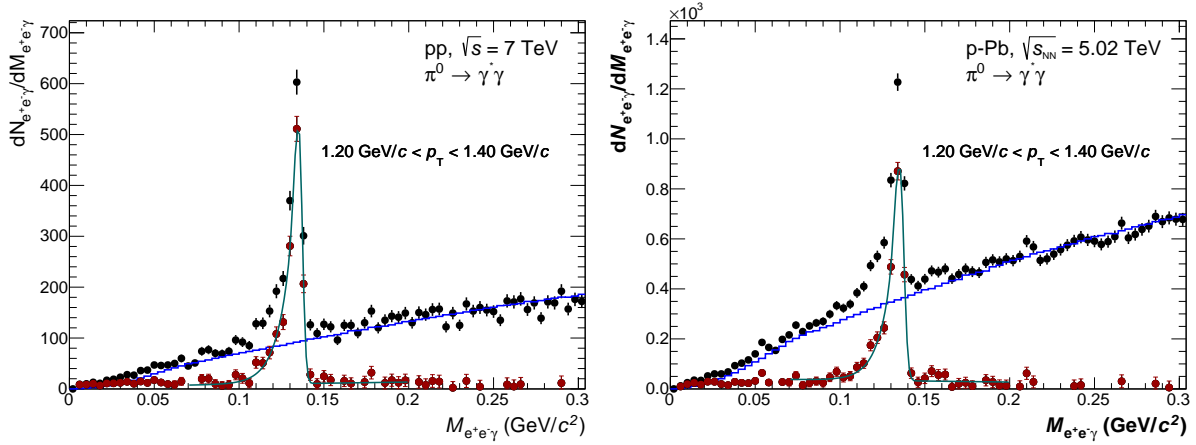 dN_{e⁺e⁻γ}/dM_{e⁺e⁻γ}
700
600
500
400
300
200
100
0
pp, √s = 7 TeV
π⁰ → γ*γ
1.20 GeV/c < p_T < 1.40 GeV/c
0 0.05 0.1 0.15 0.2 0.25 0.3
M_{e⁺e⁻γ} (GeV/c²)
×10³
dN_{e⁺e⁻γ}/dM_{e⁺e⁻γ}
1.4
1.2
1.0
0.8
0.6
0.4
0.2
0.0
p-Pb, √s_{NN} = 5.02 TeV
π⁰ → γ*γ
1.20 GeV/c < p_T < 1.40 GeV/c
0 0.05 0.1 0.15 0.2 0.25 0.3
M_{e⁺e⁻γ} (GeV/c²)